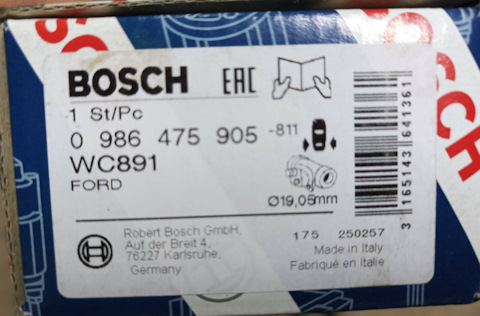 BOSCH
BOSCH EAC
1 St/Pc
0 986 475 905 -811
WC891
FORD
Ø19,05mm
Robert Bosch GmbH,
Auf der Breit 4,
76227 Karlsruhe,
Germany
175 250257
Made in Italy
Fabriqué en Italie
3 165143 641361